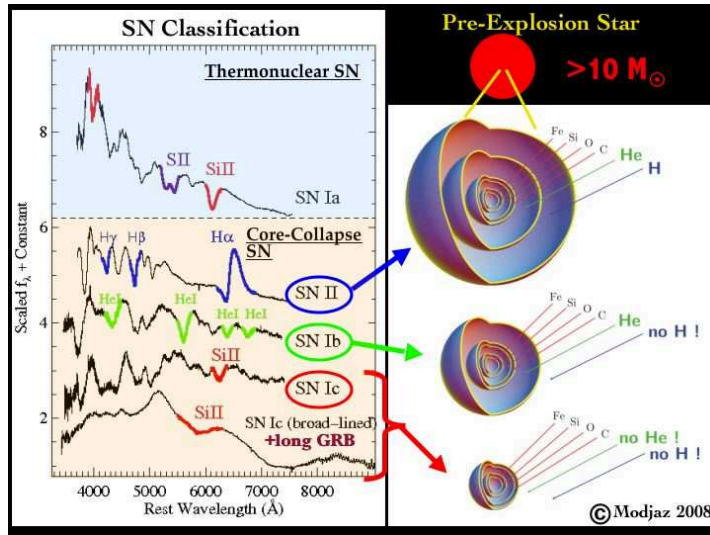 SN Classification
Thermonuclear SN
8
SII
SiII
SN Ia
6
Core-Collapse
SN
Hγ
Hβ
Hα
SN II
HeI
HeI
HeI
HeI
4
SN Ib
SiII
SN Ic
2
SiII
SN Ic (broad–lined)
+long GRB
Scaled fλ + Constant
4000 5000 6000 7000 8000
Rest Wavelength (Å)
Pre-Explosion Star
>10 M☉
Fe Si O C
He
H
Fe Si O C
He
no H !
Fe Si O C
no He !
no H !
© Modjaz 2008